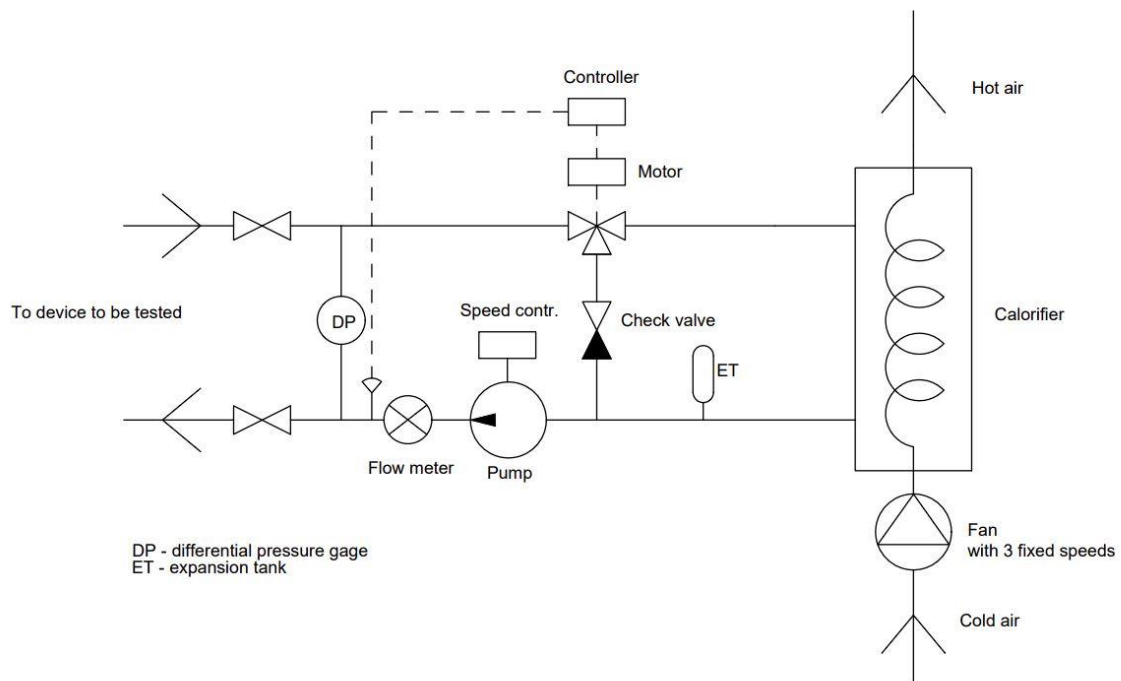 Controller
Hot air
Motor
To device to be tested
DP
Speed contr.
Check valve
Calorifier
ET
Flow meter
Pump
Fan
with 3 fixed speeds
DP - differential pressure gage
ET - expansion tank
Cold air